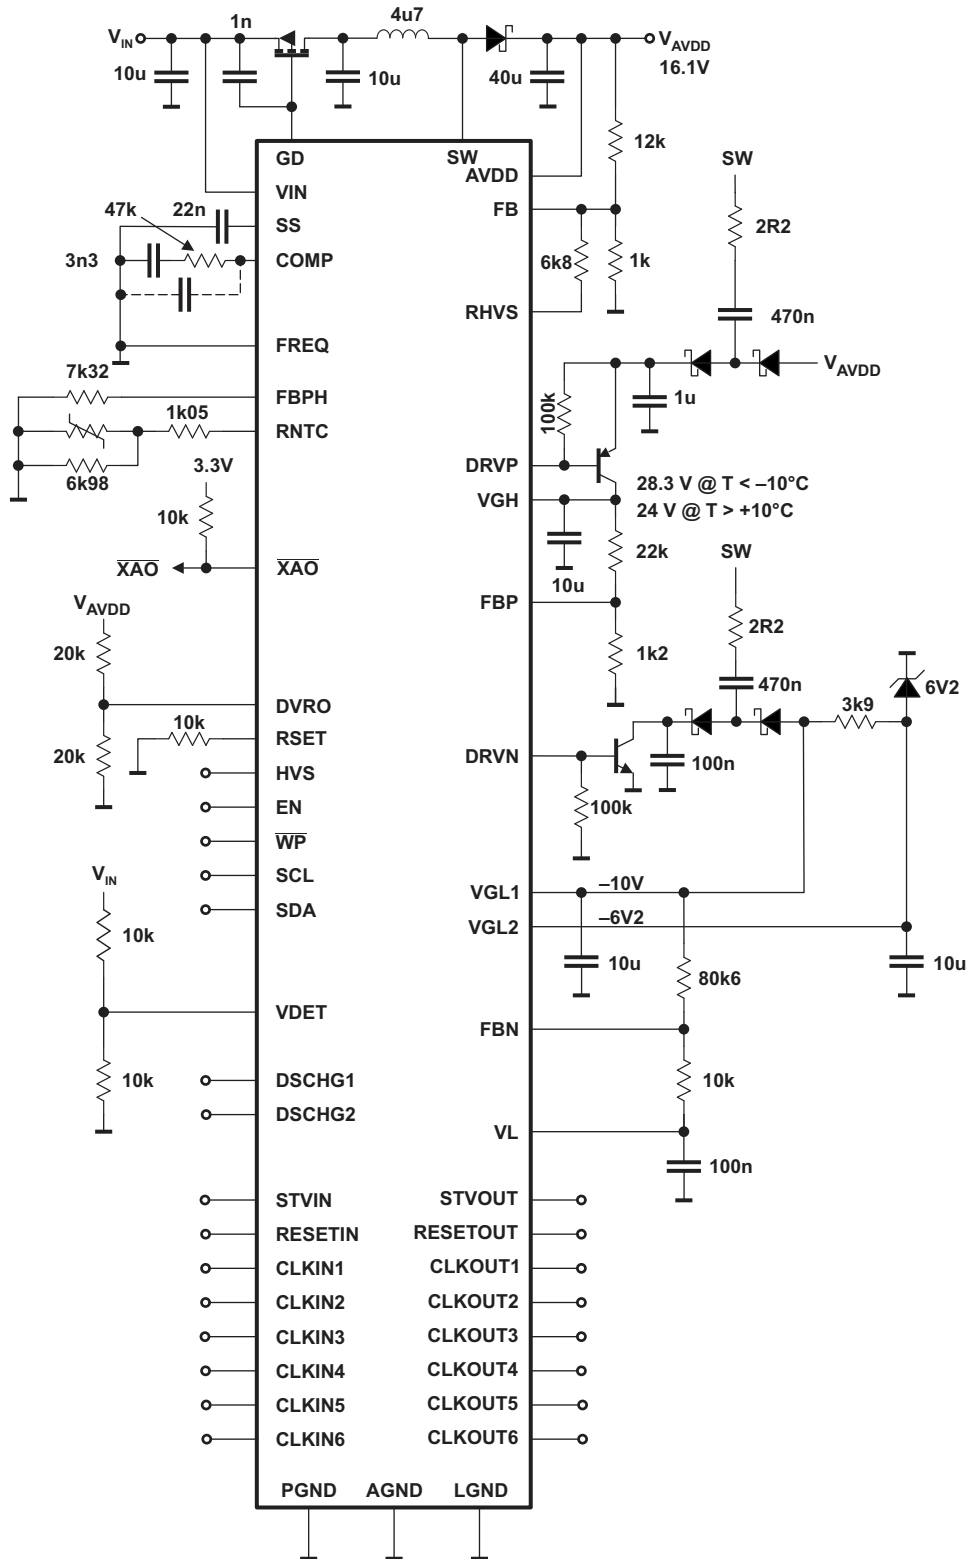 1n
4u7
V_IN
V_AVDD
16.1V
10u
10u
40u
12k
GD
SW
AVDD
VIN
SW
47k
22n
SS
FB
2R2
3n3
COMP
6k8
1k
RHVS
470n
FREQ
7k32
FBPH
V_AVDD
1k05
RNTC
100k
1u
6k98
3.3V
DRVP
28.3 V @ T < –10°C
VGH
24 V @ T > +10°C
10k
22k
SW
XAO
XAO
10u
FBP
V_AVDD
2R2
20k
1k2
470n
6V2
DVRO
3k9
10k
RSET
DRVN
20k
HVS
100n
EN
100k
WP
V_IN
SCL
VGL1
–10V
SDA
VGL2
–6V2
10k
10u
80k6
10u
VDET
FBN
10k
DSCHG1
10k
DSCHG2
VL
100n
STVIN
STVOUT
RESETIN
RESETOUT
CLKIN1
CLKOUT1
CLKIN2
CLKOUT2
CLKIN3
CLKOUT3
CLKIN4
CLKOUT4
CLKIN5
CLKOUT5
CLKIN6
CLKOUT6
PGND
AGND
LGND